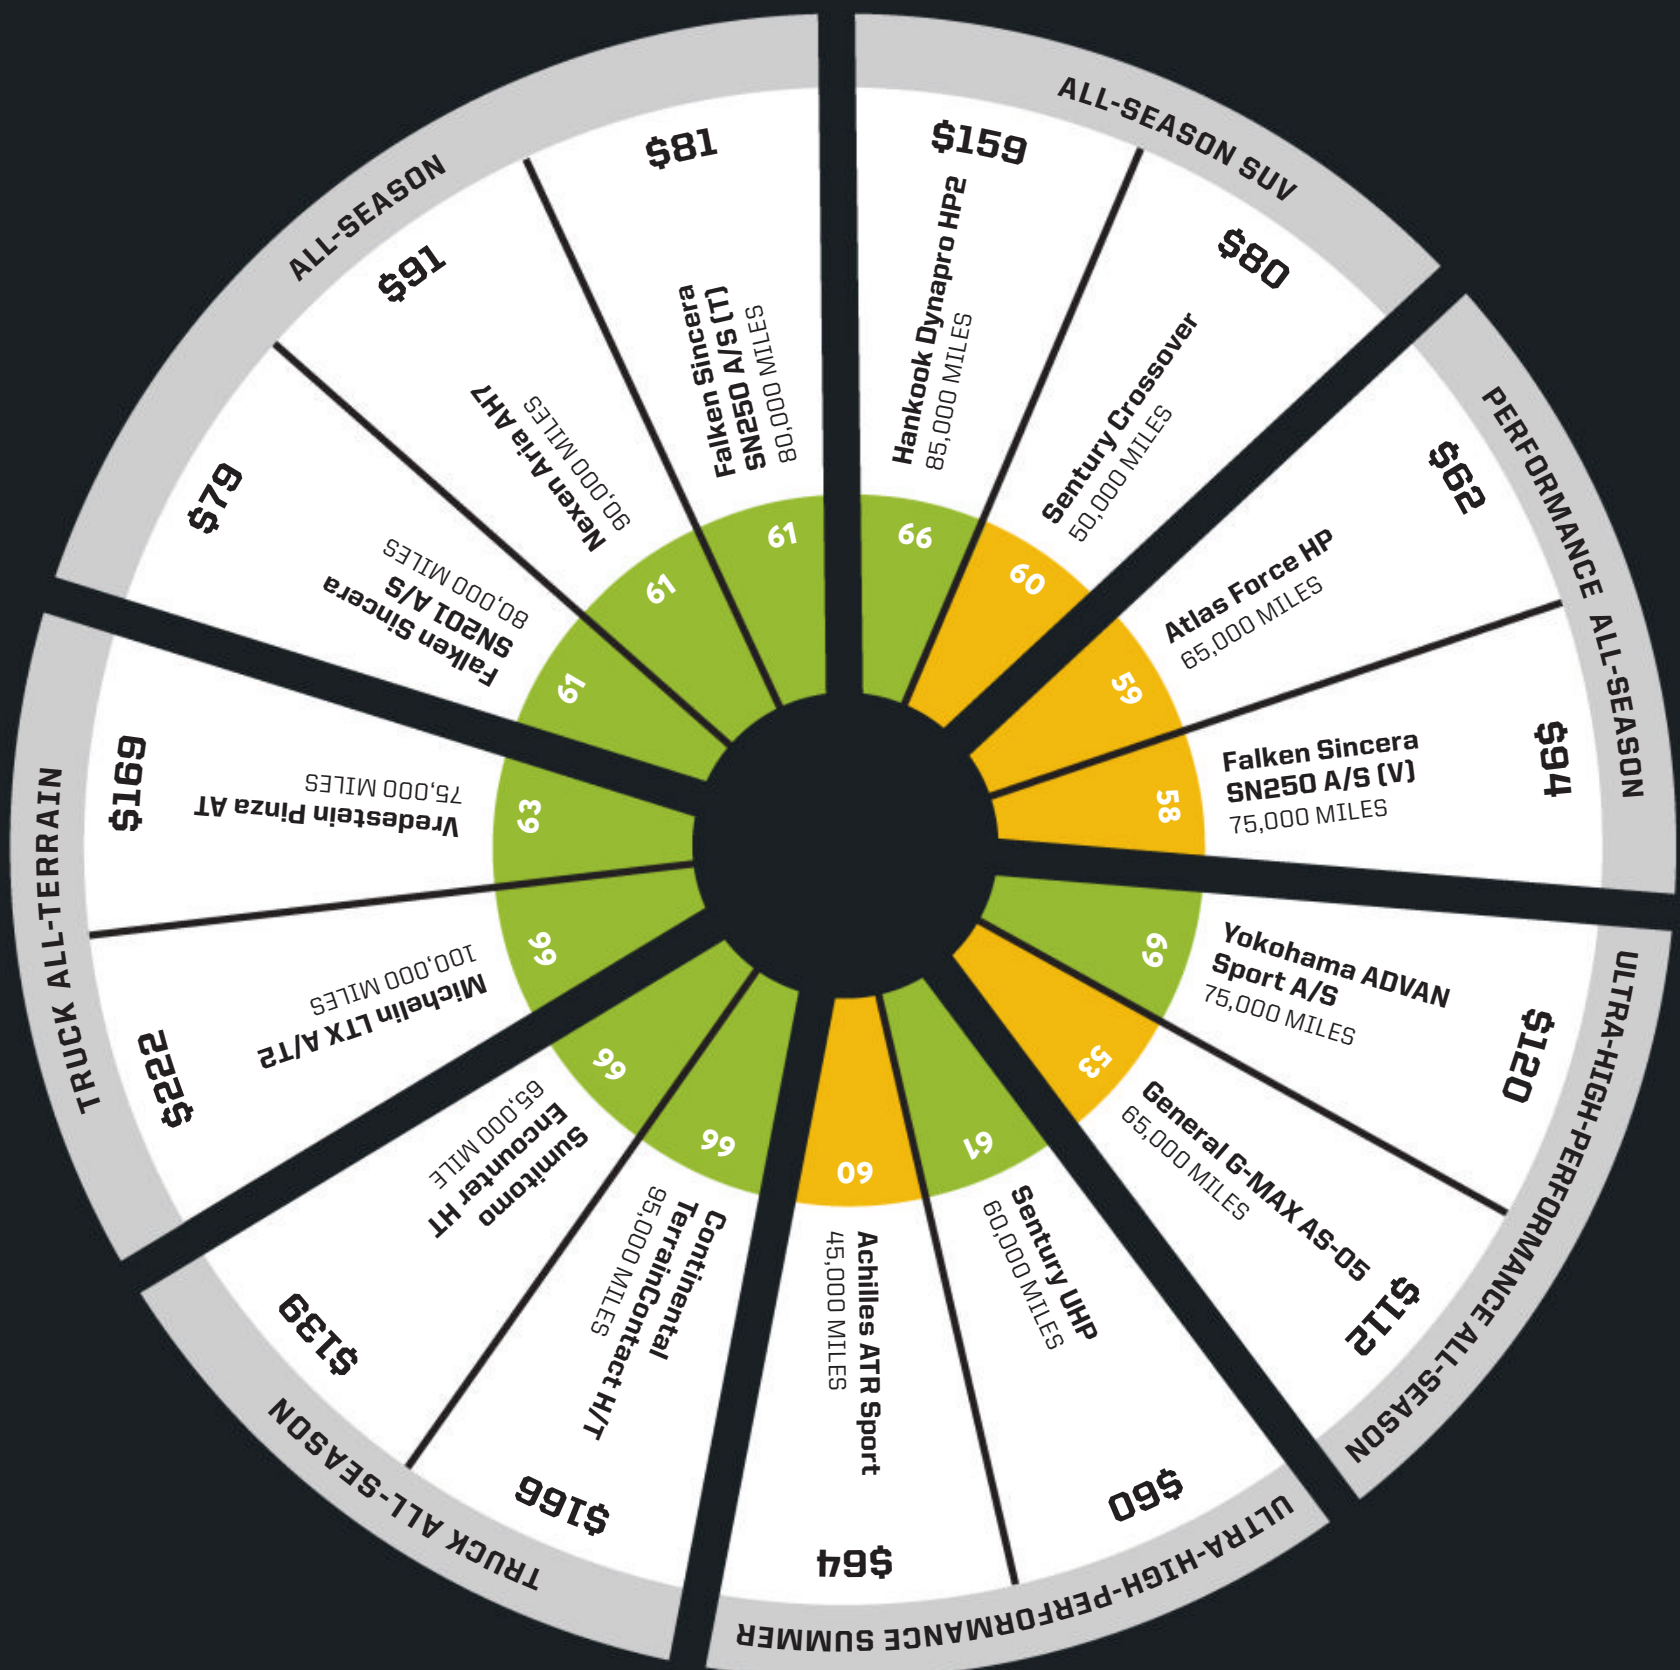 ALL-SEASON SUV
$159
Hankook Dynapro HP2
85,000 MILES
66
$80
Sentury Crossover
50,000 MILES
60
PERFORMANCE ALL-SEASON
$62
Atlas Force HP
65,000 MILES
59
$94
Falken Sincera
SN250 A/S (V)
75,000 MILES
58
ULTRA-HIGH-PERFORMANCE ALL-SEASON
$120
Yokohama ADVAN
Sport A/S
75,000 MILES
69
$112
General G-MAX AS-05
65,000 MILES
53
ULTRA-HIGH-PERFORMANCE SUMMER
$60
Sentury UHP
60,000 MILES
61
$64
Achilles ATR Sport
45,000 MILES
60
TRUCK ALL-SEASON
$166
Continental
TerrainContact H/T
95,000 MILES
66
$139
Sumitomo
Encounter HT
65,000 MILE
66
TRUCK ALL-TERRAIN
$222
Michelin LTX A/T2
100,000 MILES
66
$169
Vredestein Pinza AT
75,000 MILES
63
ALL-SEASON
$79
Falken Sincera
SN201 A/S
80,000 MILES
61
$91
Nexen Aria AH7
90,000 MILES
61
$81
Falken Sincera
SN250 A/S (T)
80,000 MILES
61